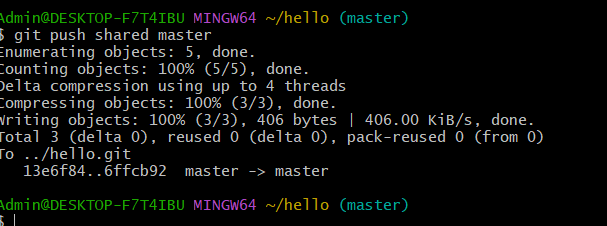 Admin@DESKTOP-F7T4IBU MINGW64 ~/hello (master)
$ git push shared master
Enumerating objects: 5, done.
Counting objects: 100% (5/5), done.
Delta compression using up to 4 threads
Compressing objects: 100% (3/3), done.
Writing objects: 100% (3/3), 406 bytes | 406.00 KiB/s, done.
Total 3 (delta 0), reused 0 (delta 0), pack-reused 0 (from 0)
To ../hello.git
   13e6f84..6ffcb92  master -> master
Admin@DESKTOP-F7T4IBU MINGW64 ~/hello (master)
$